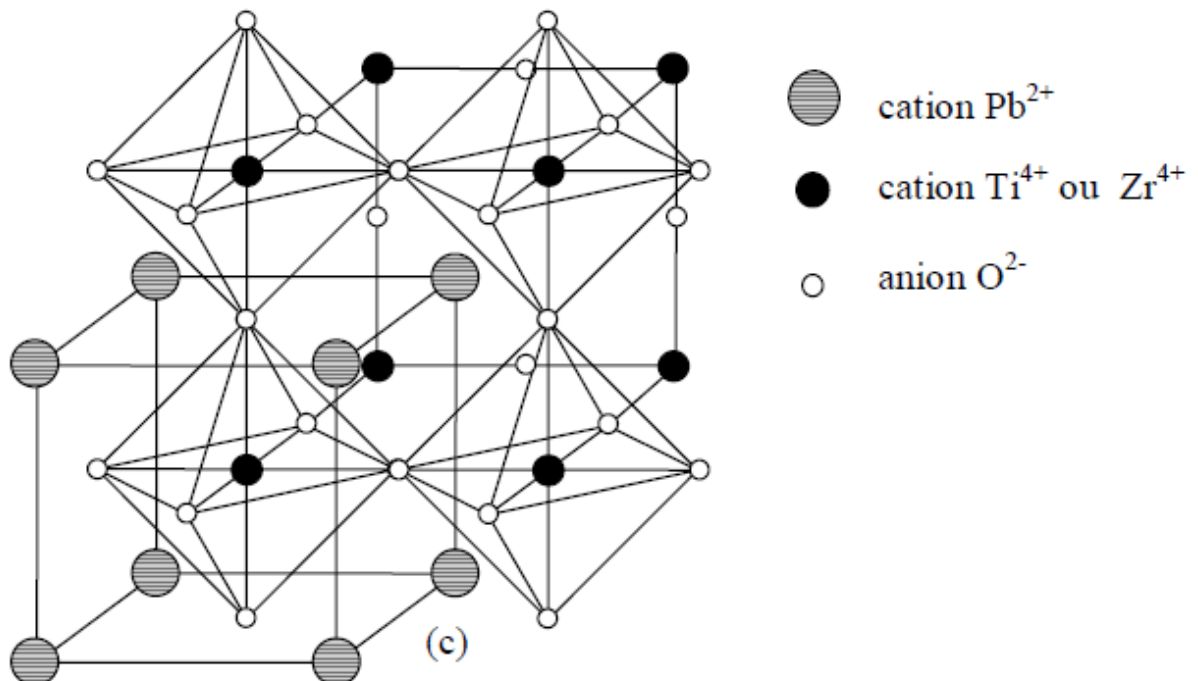 cation Pb²⁺
cation Ti⁴⁺ ou Zr⁴⁺
anion O²⁻
(c)